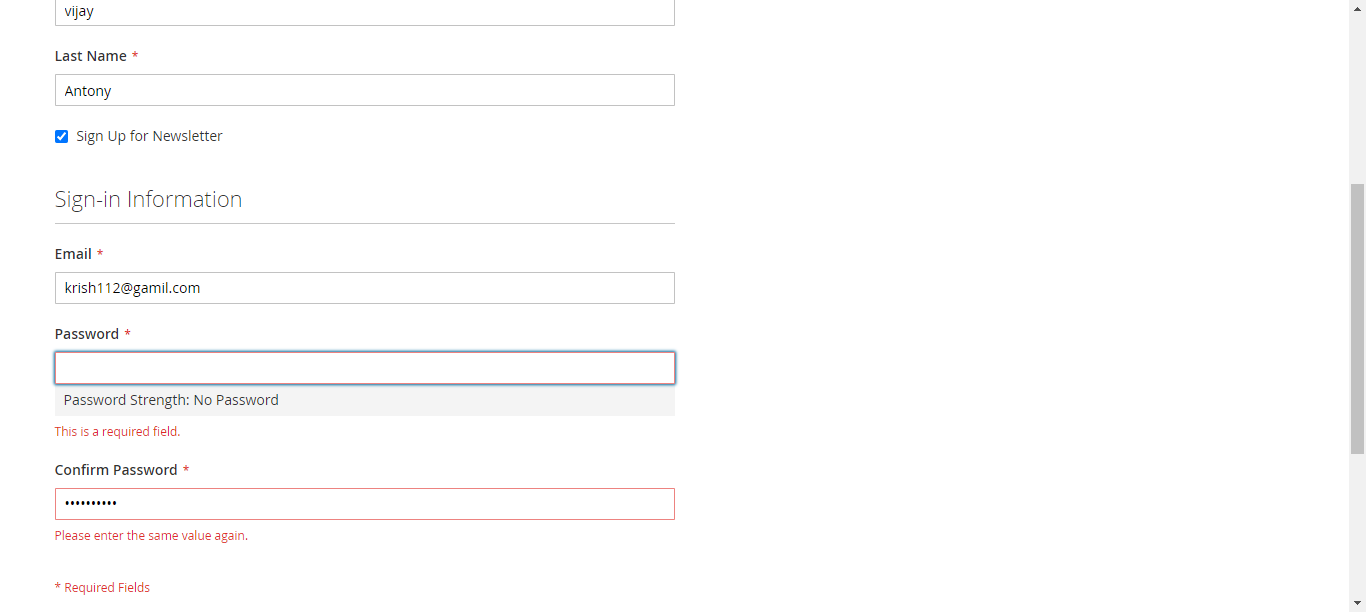 vijay
Last Name *
Antony
Sign Up for Newsletter
Sign-in Information
Email *
krish112@gamil.com
Password *
Password Strength: No Password
This is a required field.
Confirm Password *
••••••••••
Please enter the same value again.
* Required Fields